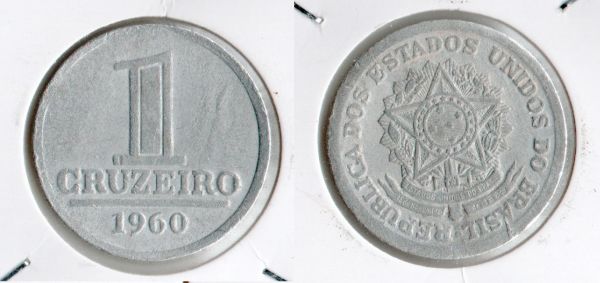 1
CRUZEIRO
1960
REPUBLICA DOS ESTADOS UNIDOS DO BRASIL